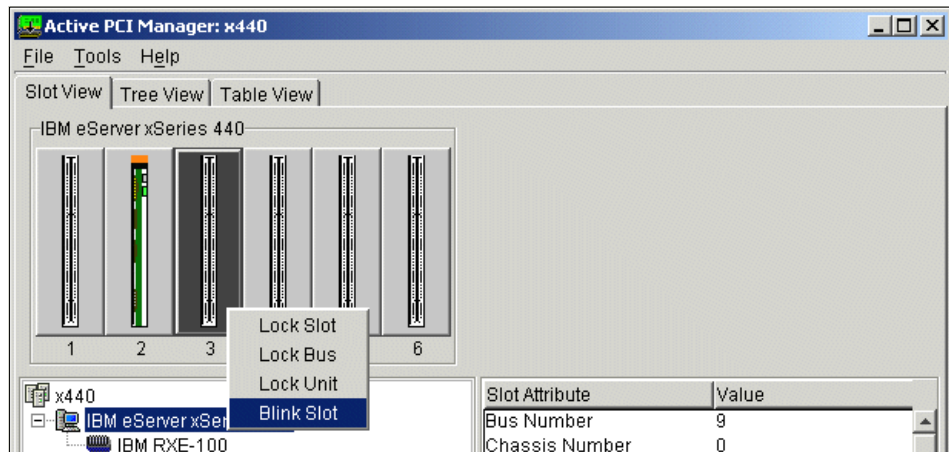 Active PCI Manager: x440
File Tools Help
Slot View Tree View Table View
IBM eServer xSeries 440
1 2 3 6
Lock Slot
Lock Bus
Lock Unit
Blink Slot
x440
IBM eServer xSer
IBM RXE-100
Slot Attribute Value
Bus Number 9
Chassis Number 0